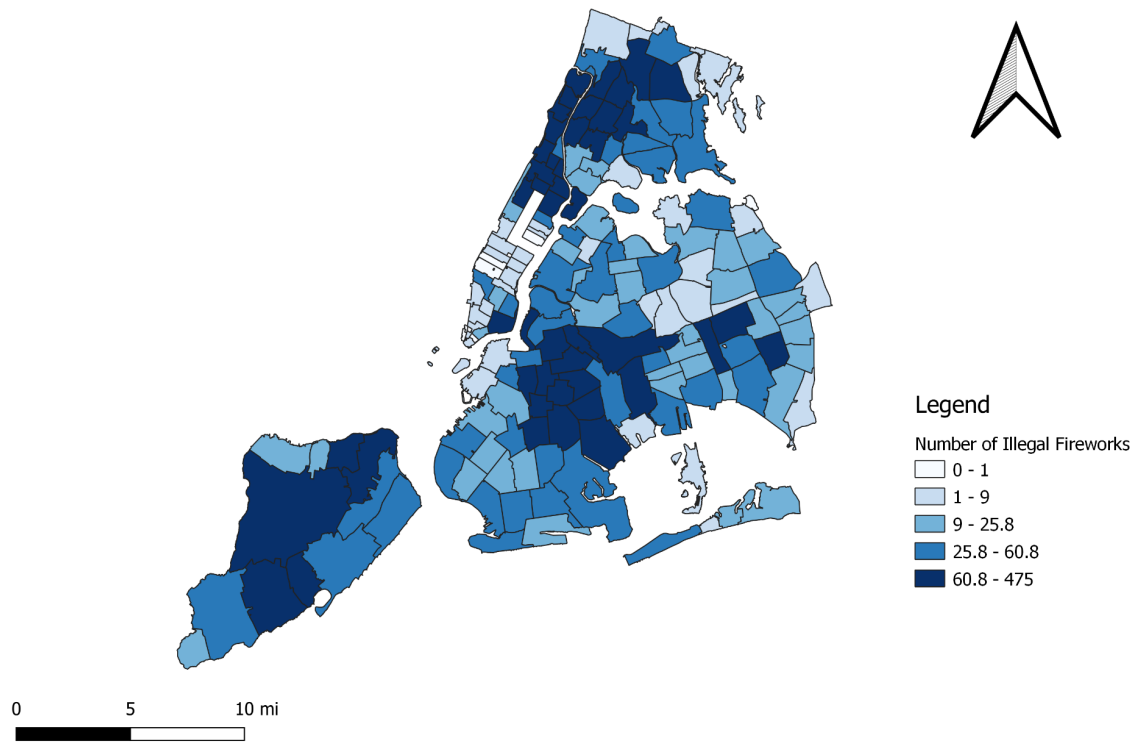 Legend
Number of Illegal Fireworks
0 - 1
1 - 9
9 - 25.8
25.8 - 60.8
60.8 - 475
0 5 10 mi